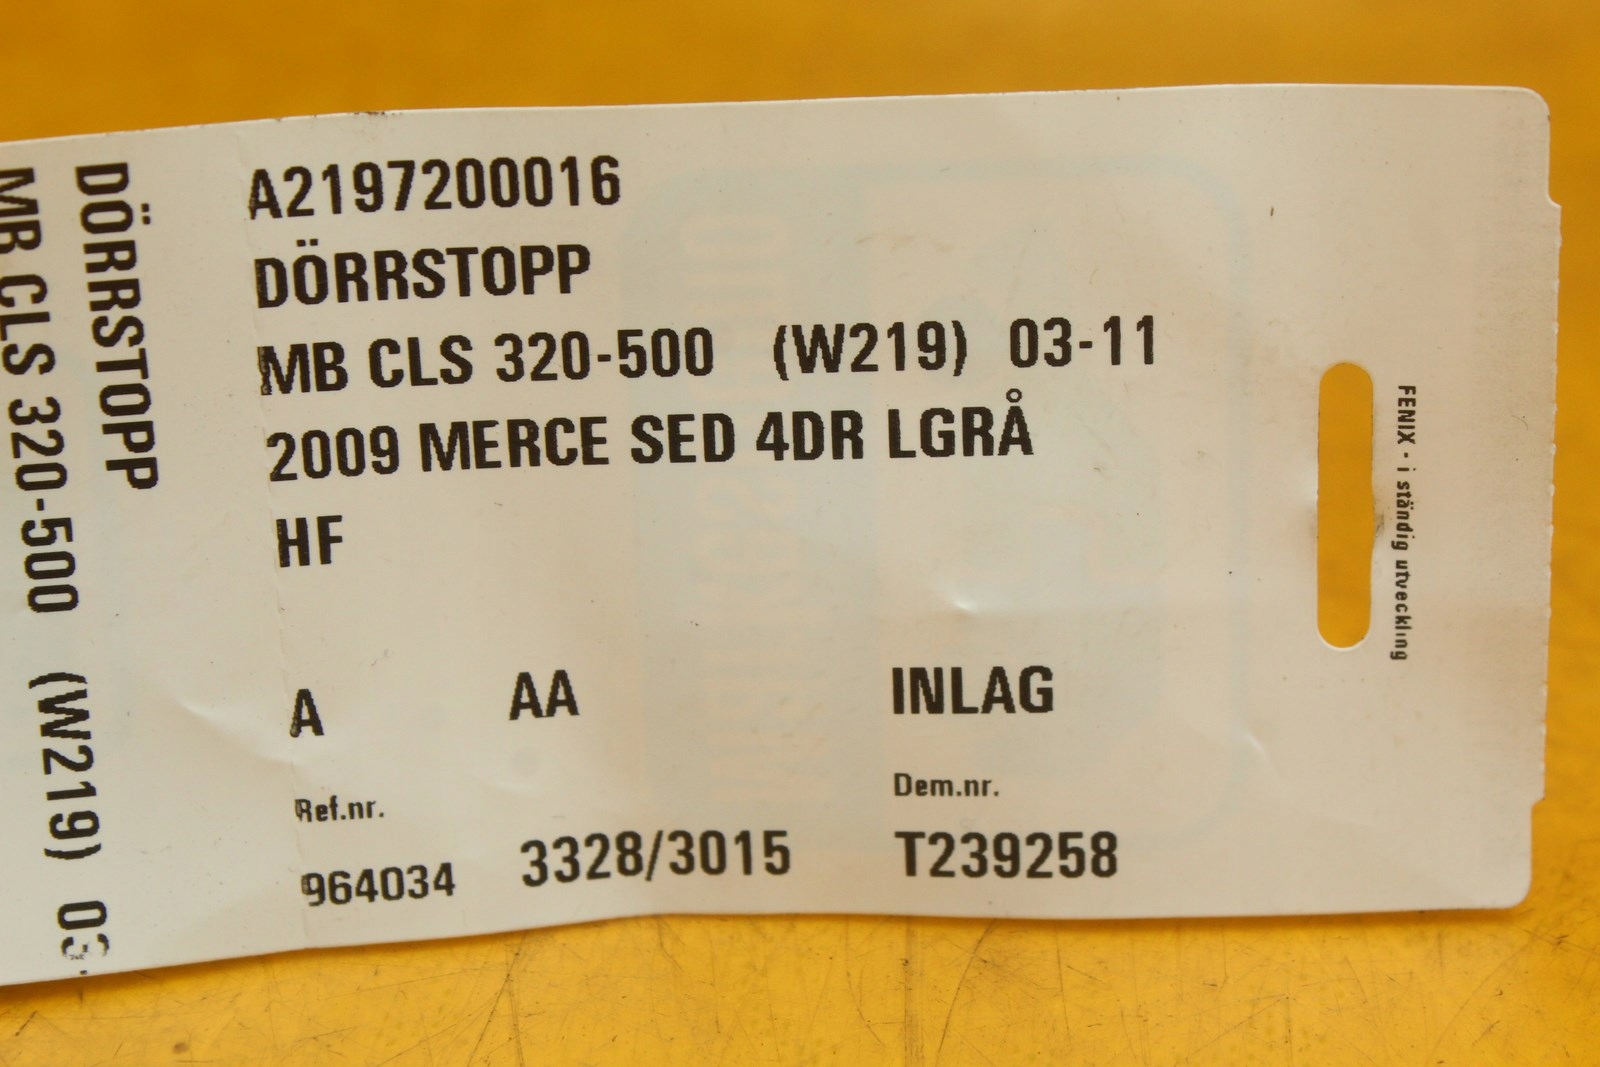 DÖRRSTOPP
MB CLS 320-500 (W219) 03-
A2197200016
DÖRRSTOPP
MB CLS 320-500 (W219) 03-11
2009 MERCE SED 4DR LGRÅ
HF
A AA INLAG
Ref.nr. Dem.nr.
964034 3328/3015 T239258
FENIX - i ständig utveckling